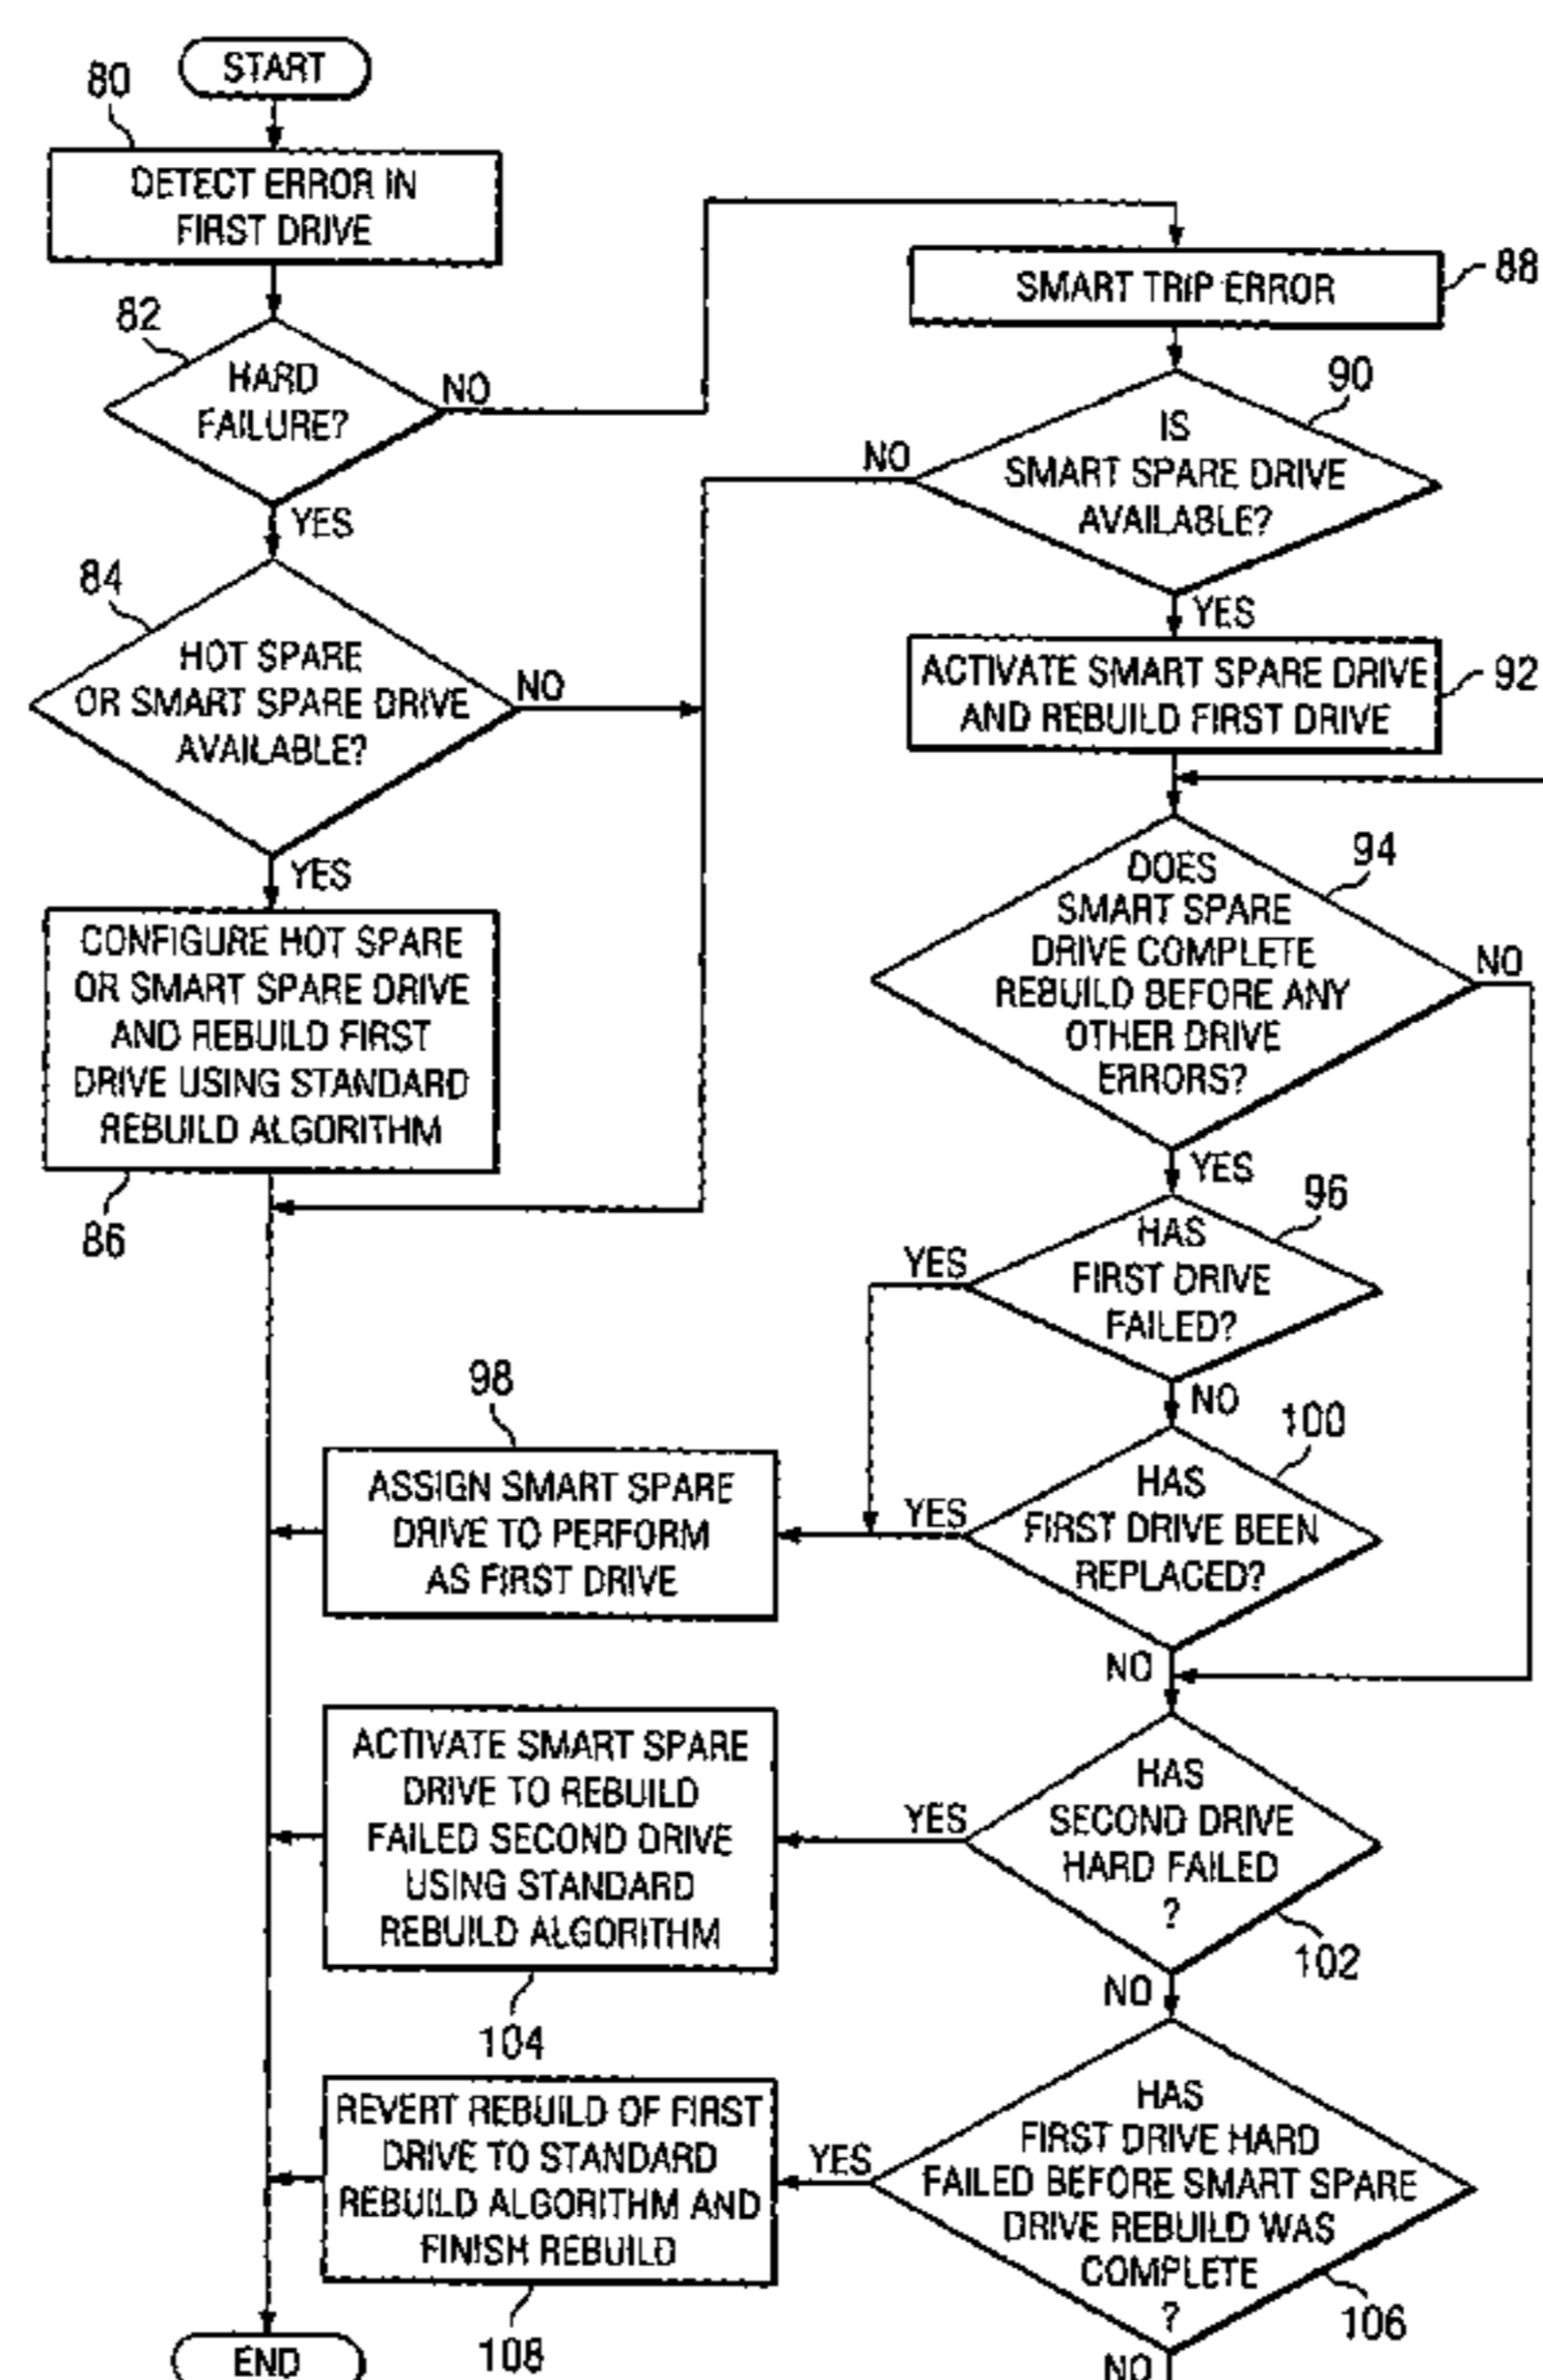 START
80
DETECT ERROR IN
FIRST DRIVE
82
HARD
FAILURE?
NO
YES
84
HOT SPARE
OR SMART SPARE DRIVE
AVAILABLE?
NO
YES
CONFIGURE HOT SPARE
OR SMART SPARE DRIVE
AND REBUILD FIRST
DRIVE USING STANDARD
REBUILD ALGORITHM
86
SMART TRIP ERROR
88
90
IS
SMART SPARE DRIVE
AVAILABLE?
NO
YES
ACTIVATE SMART SPARE DRIVE
AND REBUILD FIRST DRIVE
92
94
DOES
SMART SPARE
DRIVE COMPLETE
REBUILD BEFORE ANY
OTHER DRIVE
ERRORS?
NO
YES
96
HAS
FIRST DRIVE
FAILED?
YES
NO
98
ASSIGN SMART SPARE
DRIVE TO PERFORM
AS FIRST DRIVE
100
HAS
FIRST DRIVE BEEN
REPLACED?
YES
NO
ACTIVATE SMART SPARE
DRIVE TO REBUILD
FAILED SECOND DRIVE
USING STANDARD
REBUILD ALGORITHM
104
HAS
SECOND DRIVE
HARD FAILED
?
YES
102
NO
REVERT REBUILD OF FIRST
DRIVE TO STANDARD
REBUILD ALGORITHM AND
FINISH REBUILD
108
HAS
FIRST DRIVE HARD
FAILED BEFORE SMART SPARE
DRIVE REBUILD WAS
COMPLETE
?
YES
106
NO
END